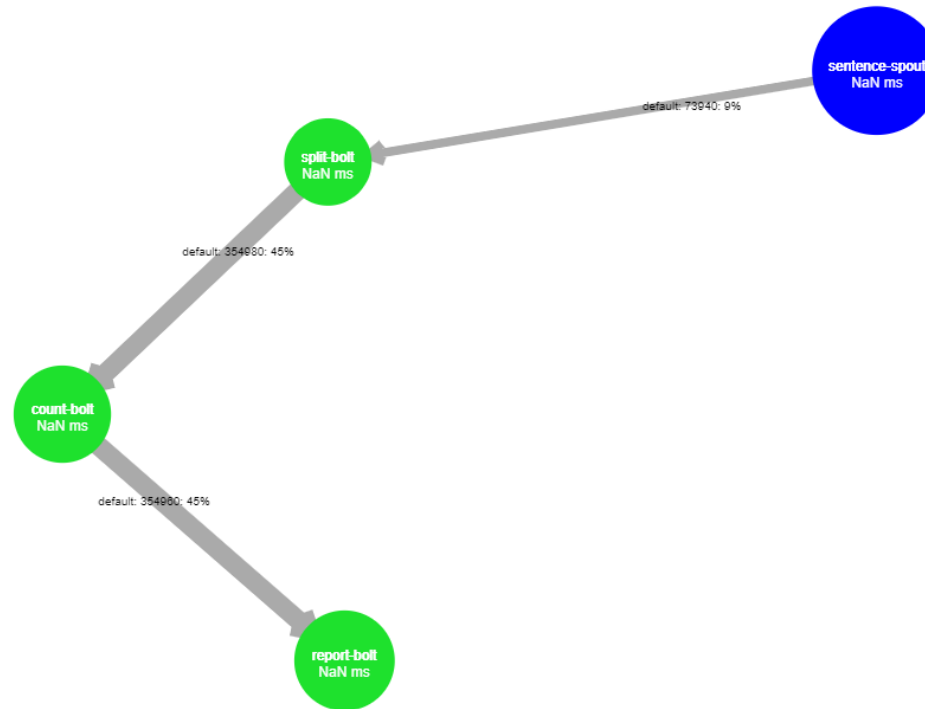 sentence-spout
NaN ms
default: 73940: 9%
split-bolt
NaN ms
default: 354980: 45%
count-bolt
NaN ms
default: 354960: 45%
report-bolt
NaN ms